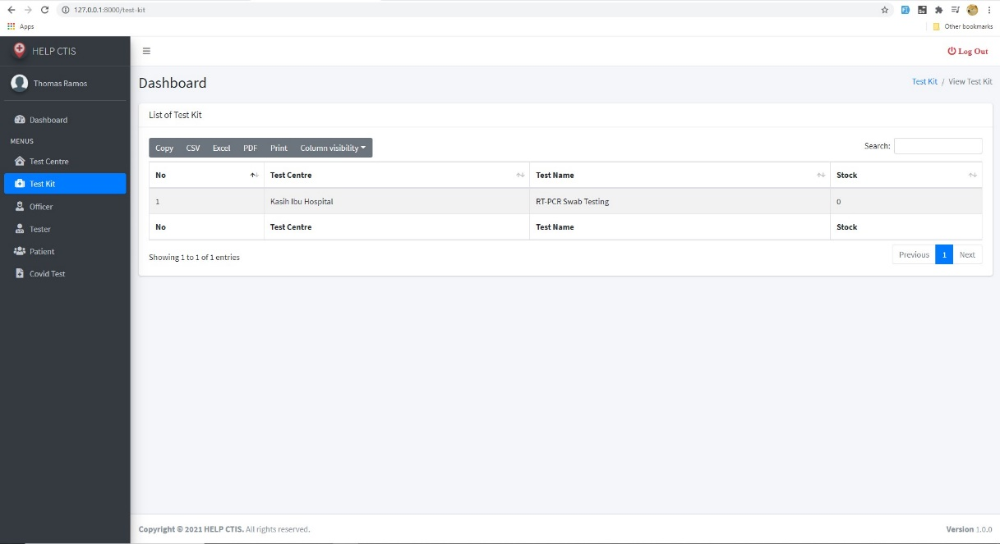 127.0.0.1:8000/test-kit
Apps
Other bookmarks
HELP CTIS
Log Out
Thomas Ramos
Dashboard
Test Kit / View Test Kit
List of Test Kit
Dashboard
MENUS
Test Centre
Test Kit
Officer
Tester
Patient
Covid Test
Copy CSV Excel PDF Print Column visibility
Search:
No Test Centre Test Name Stock
1 Kasih Ibu Hospital RT-PCR Swab Testing 0
No Test Centre Test Name Stock
Showing 1 to 1 of 1 entries
Previous 1 Next
Copyright © 2021 HELP CTIS. All rights reserved.
Version 1.0.0